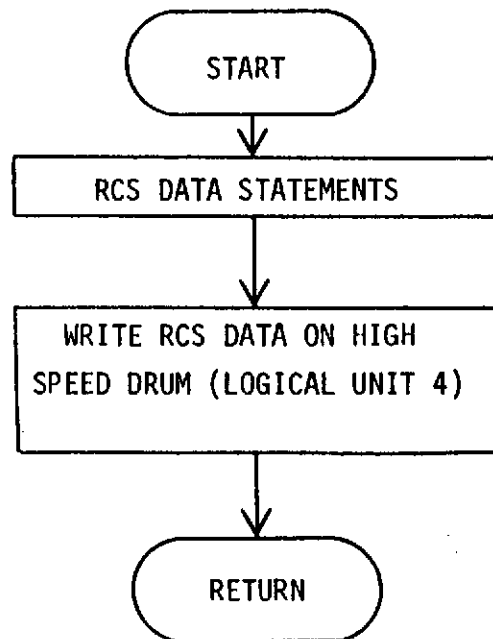 START
RCS DATA STATEMENTS
WRITE RCS DATA ON HIGH
SPEED DRUM (LOGICAL UNIT 4)
RETURN